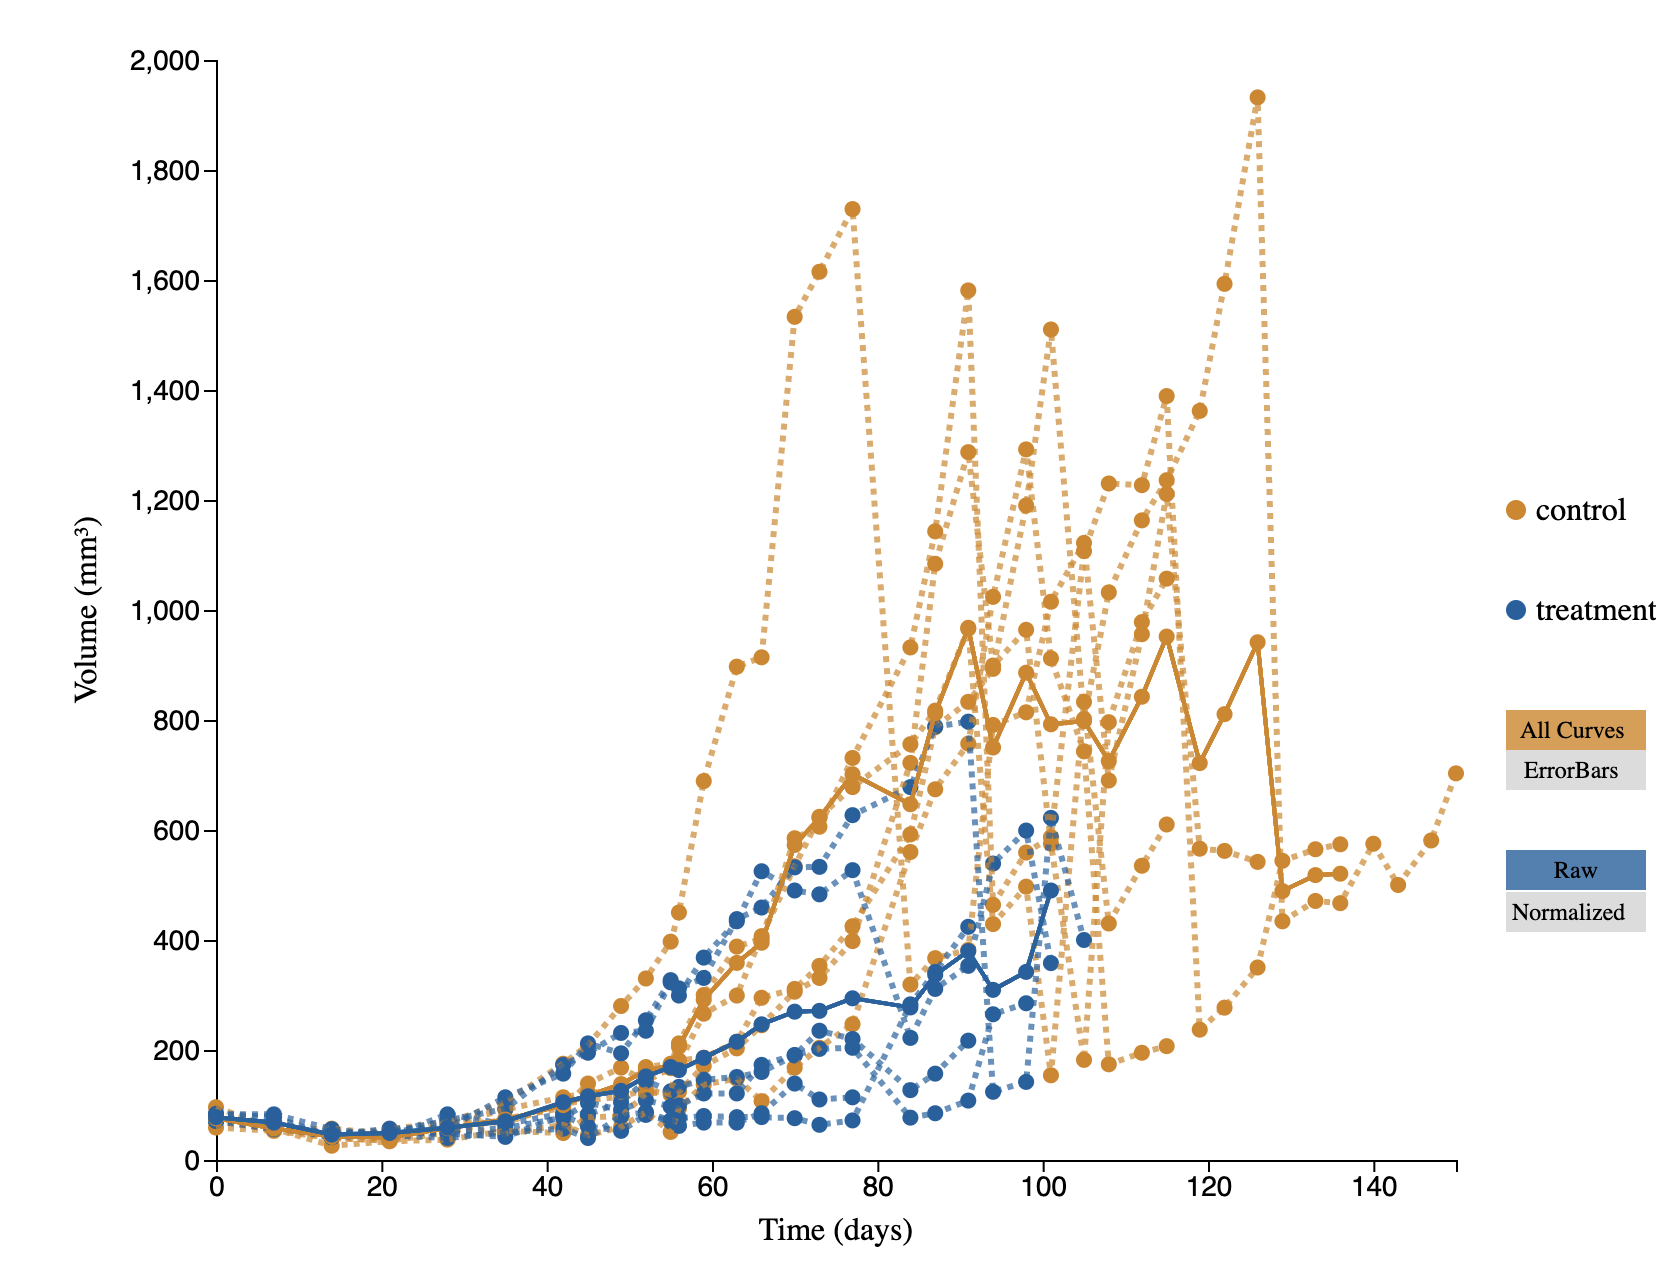 2,000
1,800
1,600
1,400
1,200
1,000
800
600
400
200
0
Volume (mm³)
0 20 40 60 80 100 120 140
Time (days)
control
treatment
All Curves
ErrorBars
Raw
Normalized